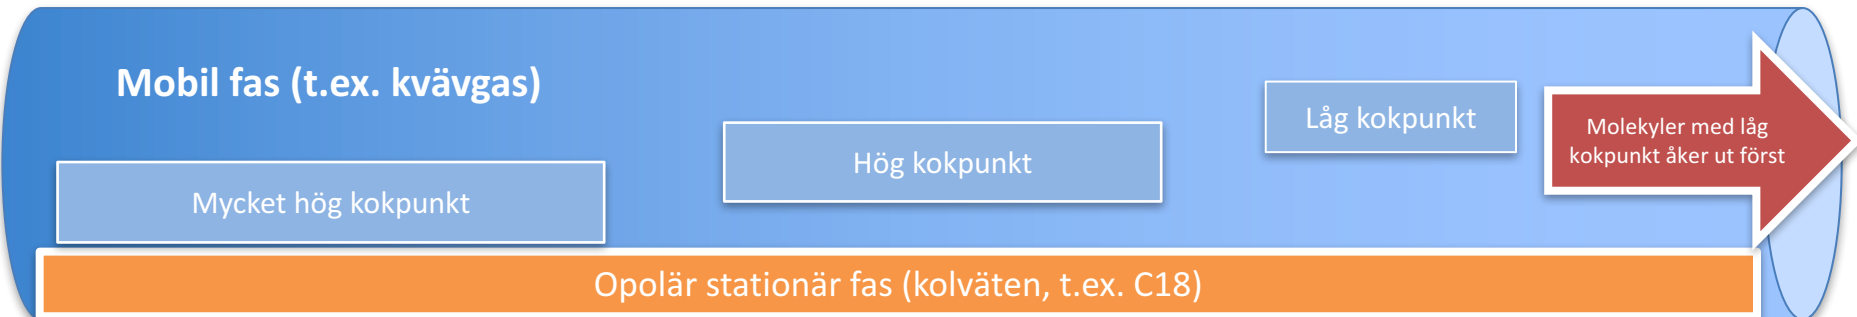 Mobil fas (t.ex. kvävgas)
Låg kokpunkt
Molekyler med låg
kokpunkt åker ut först
Hög kokpunkt
Mycket hög kokpunkt
Opolär stationär fas (kolväten, t.ex. C18)